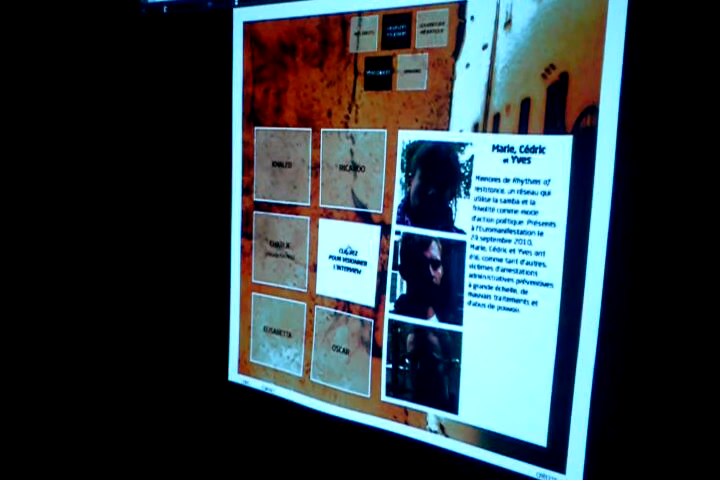 KHALED
RICARDO
CHARLIE
CLIQUEZ
POUR VISIONNER
L'INTERVIEW
ELISABETTA
OSCAR
Marie, Cédric
et Yves
Membres de Rhythms of
resistance, un réseau qui
utilise la samba et la
frivolité comme mode
d'action politique. Présents
à l'Euromanifestation le
29 septembre 2010,
Marie, Cédric et Yves ont
été, comme tant d'autres,
victimes d'arrestations
administratives préventives
à grande échelle, de
mauvais traitements et
d'abus de pouvoir.